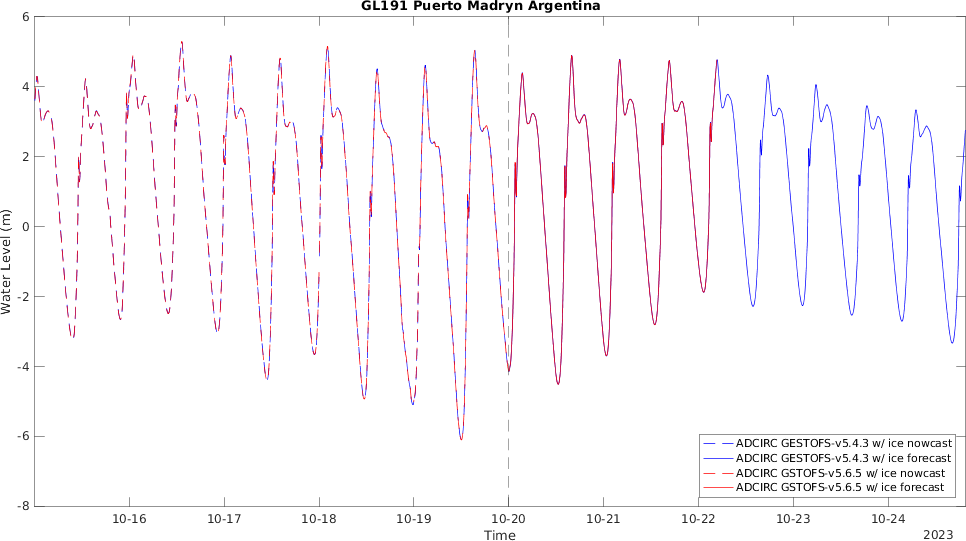 GL191 Puerto Madryn Argentina
6
4
2
0
-2
-4
-6
-8
Water Level (m)
10-16 10-17 10-18 10-19 10-20 10-21 10-22 10-23 10-24
Time
2023
ADCIRC GESTOFS-v5.4.3 w/ ice nowcast
ADCIRC GESTOFS-v5.4.3 w/ ice forecast
ADCIRC GSTOFS-v5.6.5 w/ ice nowcast
ADCIRC GSTOFS-v5.6.5 w/ ice forecast